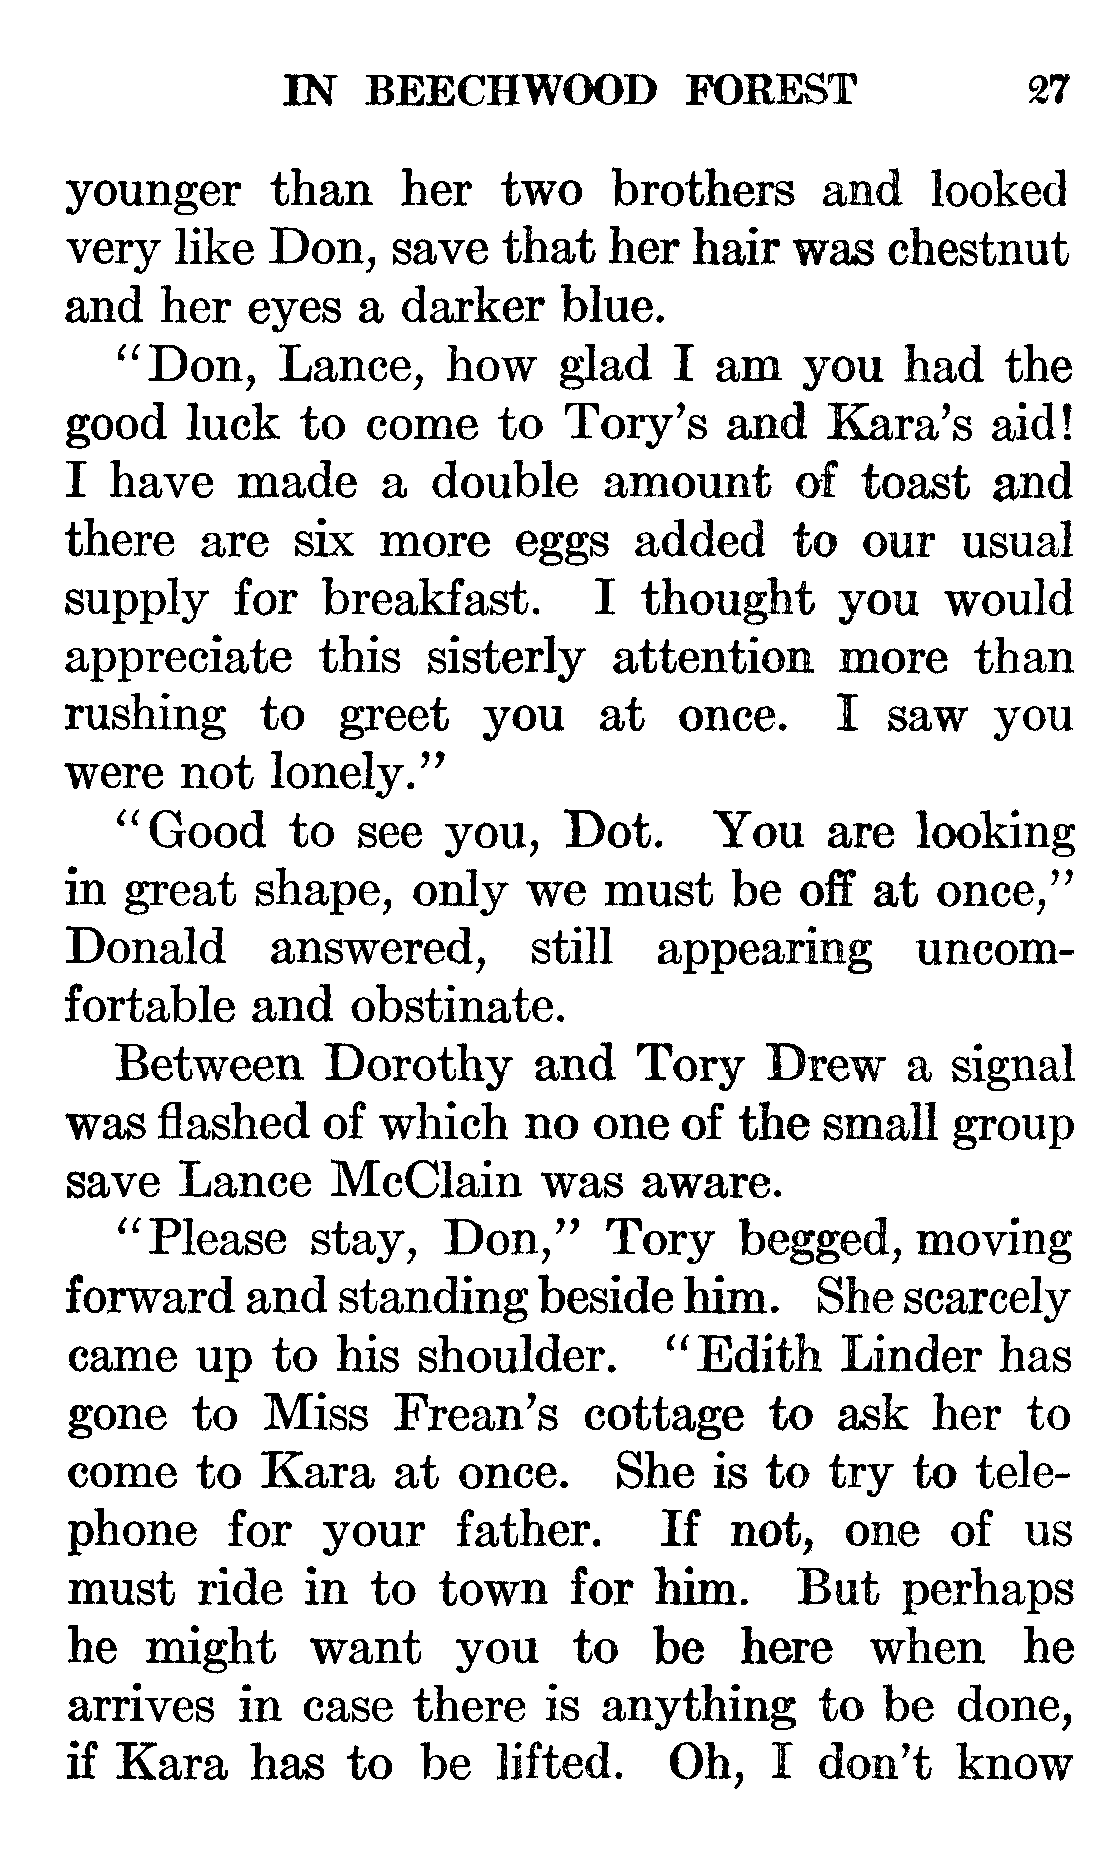 IN BEECHWOOD FOREST 27
younger than her two brothers and looked
very like Don, save that her hair was chestnut
and her eyes a darker blue.
“Don, Lance, how glad I am you had the
good luck to come to Tory’s and Kara’s aid!
I have made a double amount of toast and
there are six more eggs added to our usual
supply for breakfast. I thought you would
appreciate this sisterly attention more than
rushing to greet you at once. I saw you
were not lonely.”
“Good to see you, Dot. You are looking
in great shape, only we must be off at once,”
Donald answered, still appearing uncom-
fortable and obstinate.
Between Dorothy and Tory Drew a signal
was flashed of which no one of the small group
save Lance McClain was aware.
“Please stay, Don,” Tory begged, moving
forward and standing beside him. She scarcely
came up to his shoulder. “Edith Linder has
gone to Miss Frean’s cottage to ask her to
come to Kara at once. She is to try to tele-
phone for your father. If not, one of us
must ride in to town for him. But perhaps
he might want you to be here when he
arrives in case there is anything to be done,
if Kara has to be lifted. Oh, I don’t know